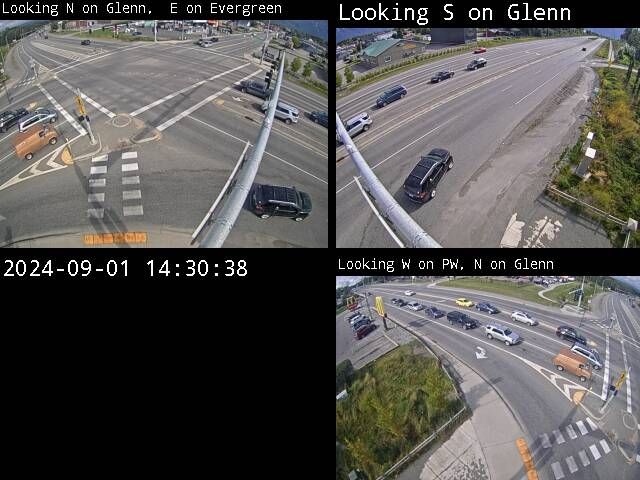 Looking N on Glenn,  E on Evergreen
Looking S on Glenn
2024-09-01 14:30:38
Looking W on PW, N on Glenn